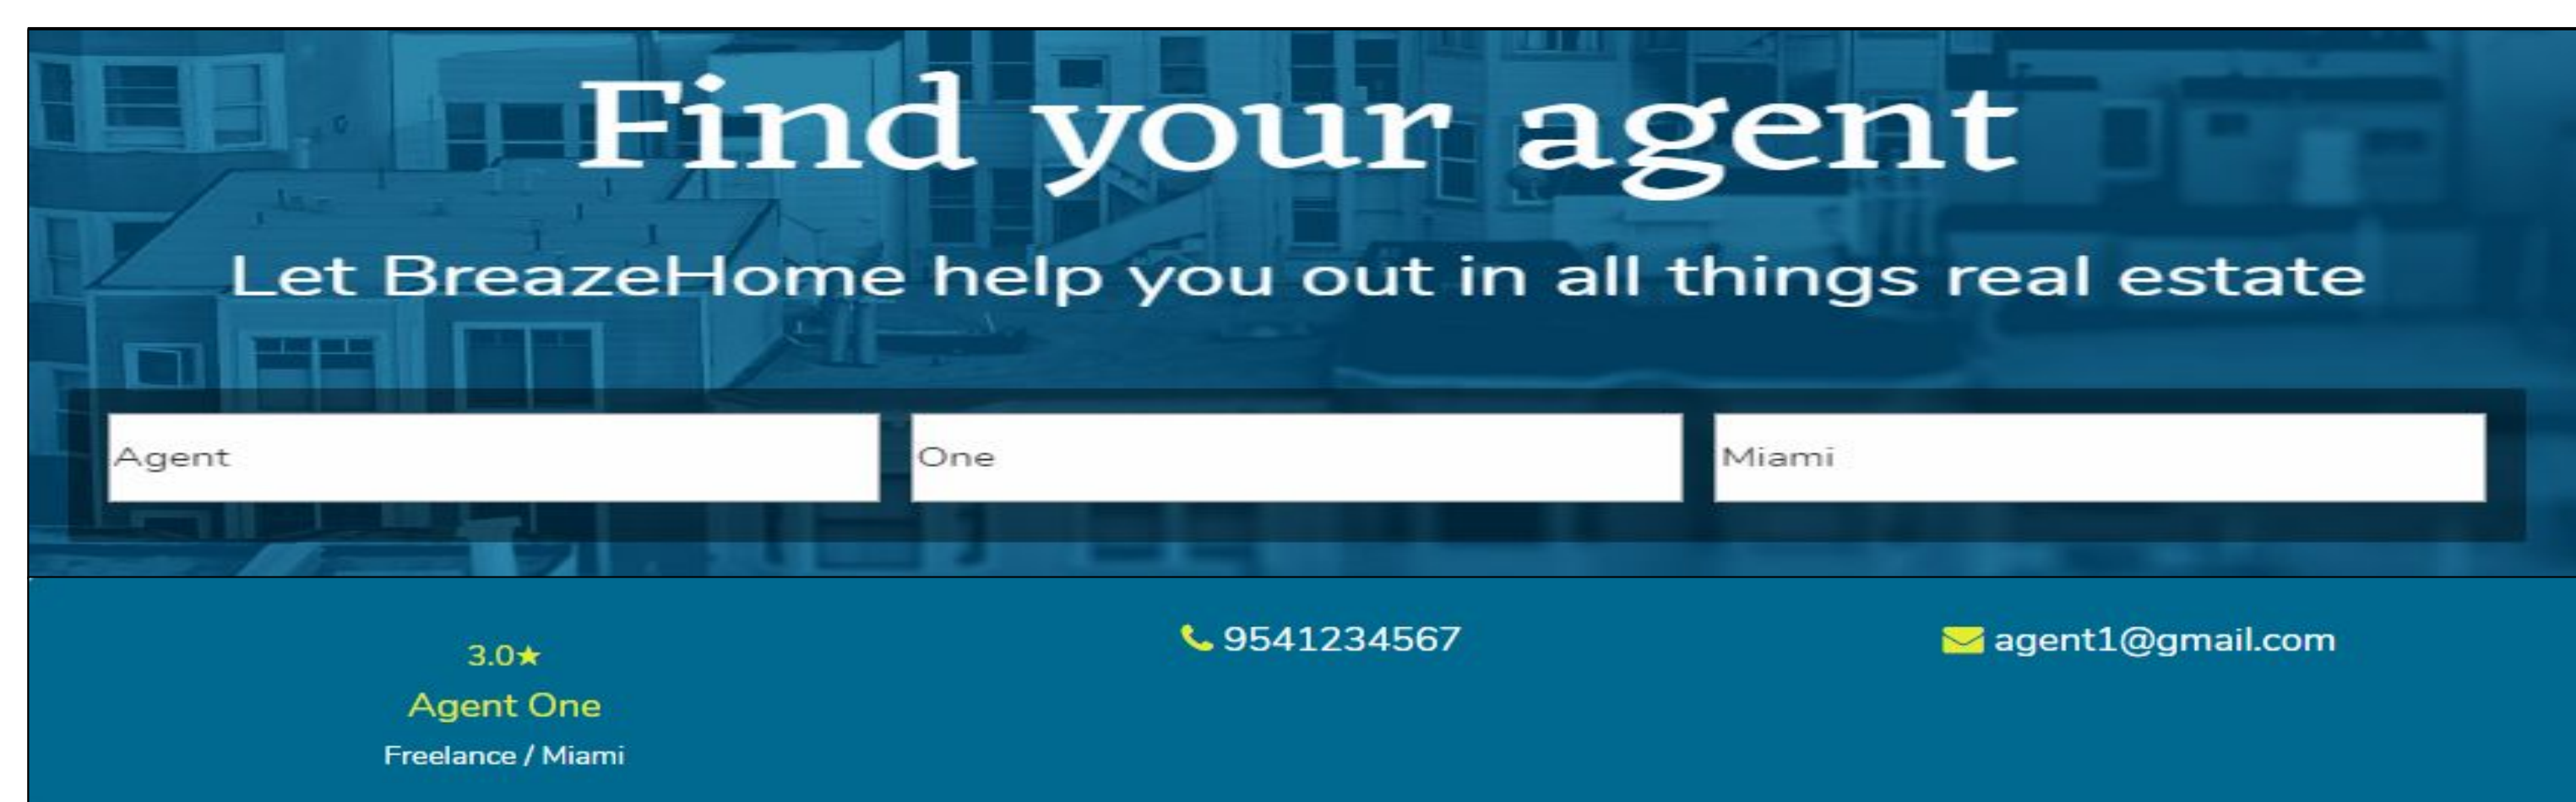 Find your agent
Let BreazeHome help you out in all things real estate
Agent One Miami
3.0★ 9541234567 agent1@gmail.com
Agent One
Freelance / Miami